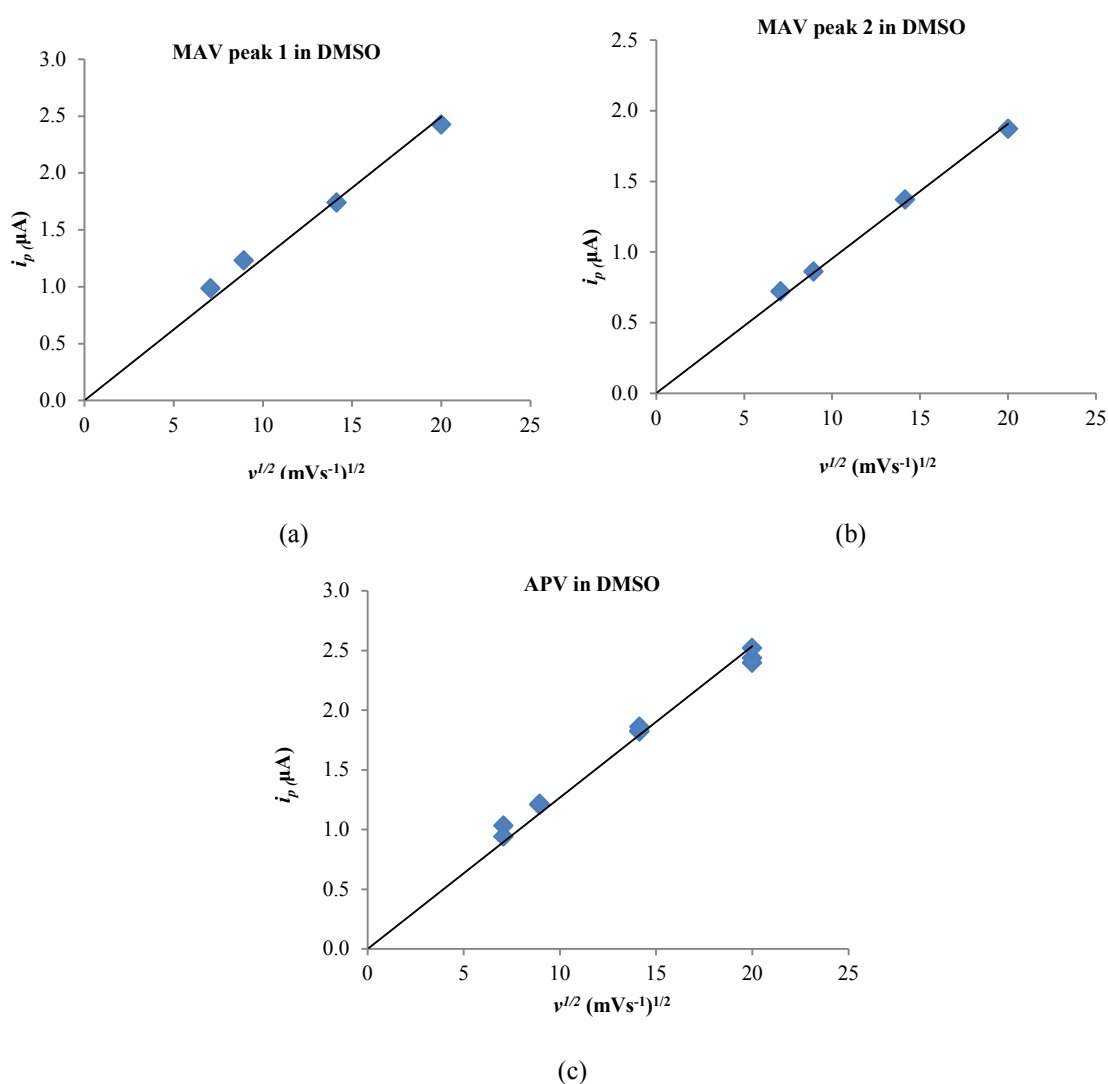 MAV peak 1 in DMSO
3.0
2.5
2.0
1.5
1.0
0.5
0.0
i_p (µA)
0 5 10 15 20 25
v^1/2 (mVs^-1)^1/2
(a)
MAV peak 2 in DMSO
2.5
2.0
1.5
1.0
0.5
0.0
i_p (µA)
0 5 10 15 20 25
v^1/2 (mVs^-1)^1/2
(b)
APV in DMSO
3.0
2.5
2.0
1.5
1.0
0.5
0.0
i_p (µA)
0 5 10 15 20 25
v^1/2 (mVs^-1)^1/2
(c)